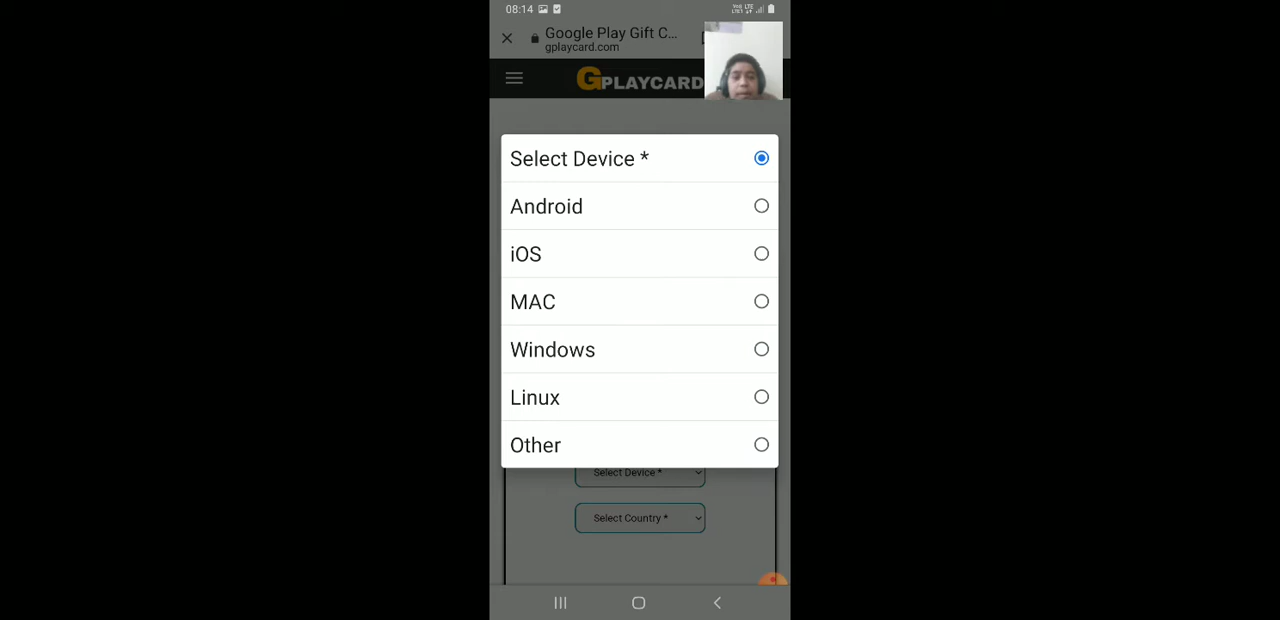 08:14
Google Play Gift C...
gplaycard.com
GPLAYCARD
Select Device *
Android
iOS
MAC
Windows
Linux
Other
Select Device *
Select Country *